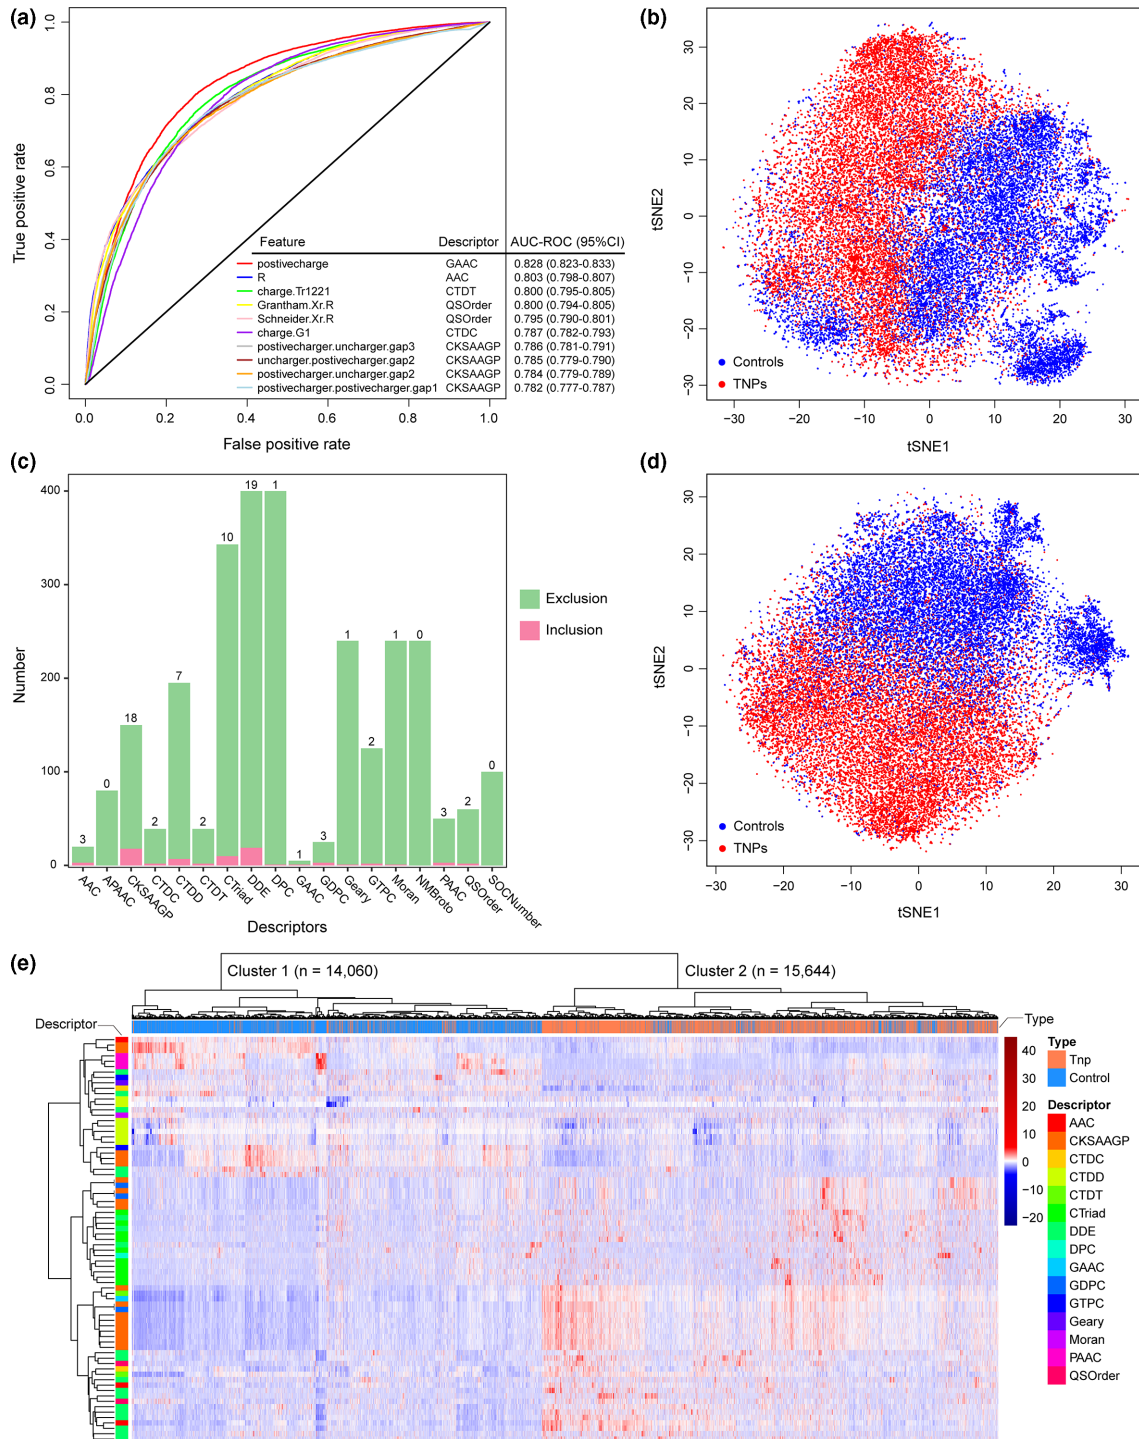 (a)
1.0
0.8
0.6
0.4
0.2
0.0
True positive rate
Feature Descriptor AUC-ROC (95%CI)
postivecharge GAAC 0.828 (0.823-0.833)
R AAC 0.803 (0.798-0.807)
charge.Tr1221 CTDT 0.800 (0.795-0.805)
Grantham.Xr.R QSOrder 0.800 (0.794-0.805)
Schneider.Xr.R QSOrder 0.795 (0.790-0.801)
charge.G1 CTDC 0.787 (0.782-0.793)
postivecharger.uncharger.gap3 CKSAAGP 0.786 (0.781-0.791)
uncharger.postivecharger.gap2 CKSAAGP 0.785 (0.779-0.790)
postivecharger.uncharger.gap2 CKSAAGP 0.784 (0.779-0.789)
postivecharger.postivecharger.gap1 CKSAAGP 0.782 (0.777-0.787)
0.0 0.2 0.4 0.6 0.8 1.0
False positive rate
(b)
30
20
10
0
−10
−20
−30
tSNE2
Controls
TNPs
−30 −20 −10 0 10 20 30
tSNE1
(c)
400
300
200
100
0
Number
3 0 18 2 7 2 10 19 1 1 3 1 2 1 0 3 2 0
Exclusion
Inclusion
AAC APAAC CKSAAGP CTDC CTDD CTDT CTriad DDE DPC GAAC GDPC Geary GTPC Moran NMBroto PAAC QSOrder SOCNumber
Descriptors
(d)
30
20
10
0
−10
−20
−30
tSNE2
Controls
TNPs
−30 −20 −10 0 10 20 30
tSNE1
(e)
Cluster 1 (n = 14,060) Cluster 2 (n = 15,644)
Descriptor
Type
40
30
20
10
0
−10
−20
Type
Tnp
Control
Descriptor
AAC
CKSAAGP
CTDC
CTDD
CTDT
CTriad
DDE
DPC
GAAC
GDPC
GTPC
Geary
Moran
PAAC
QSOrder